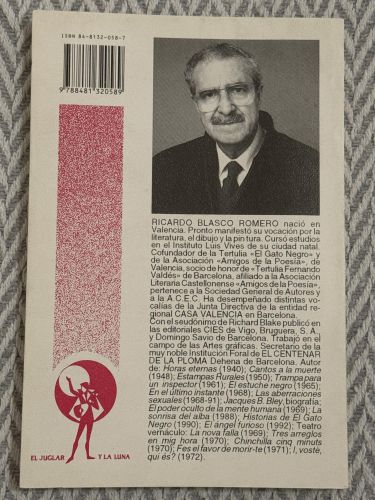 ISBN 84-8132-058-7
9 788481 320589
RICARDO BLASCO ROMERO nació en
Valencia. Pronto manifestó su vocación por la
literatura, el dibujo y la pintura. Cursó estudios
en el Instituto Luis Vives de su ciudad natal.
Cofundador de la Tertulia «El Gato Negro» y
de la Asociación «Amigos de la Poesía», de
Valencia, socio de honor de «Tertulia Fernando
Valdés» de Barcelona, afiliado a la Asociación
Literaria Castellonense «Amigos de la Poesía»,
pertenece a la Sociedad General de Autores y
a la A.C.E.C. Ha desempeñado distintas vo-
calías de la Junta Directiva de la entidad re-
gional CASA VALENCIA en Barcelona.
Con el seudónimo de Richard Blake publicó en
las editoriales CIES de Vigo, Bruguera, S. A.,
y Domingo Savio de Barcelona. Trabajó en el
campo de las Artes gráficas. Secretario de la
muy noble Institución Foral de EL CENTENAR
DE LA PLOMA Dehena de Barcelona. Autor
de: Horas eternas (1940); Cantos a la muerte
(1948); Estampas Rurales (1950); Trampa para
un inspector (1961); El estuche negro (1965);
En el último instante (1968); Las aberraciones
sexuales (1968-91); Jacques B. Bley, biografía;
El poder oculto de la mente humana (1969); La
sonrisa del alba (1988); Historias de El Gato
Negro (1990); El ángel furioso (1992); Teatro
vernáculo: La nova falla (1969); Tres arreglos
en mig hora (1970); Chinchilla cinq minuts
(1970); Fes el favor de morir-te (1971); I, vosté,
qui és? (1972).
EL JUGLAR Y LA LUNA